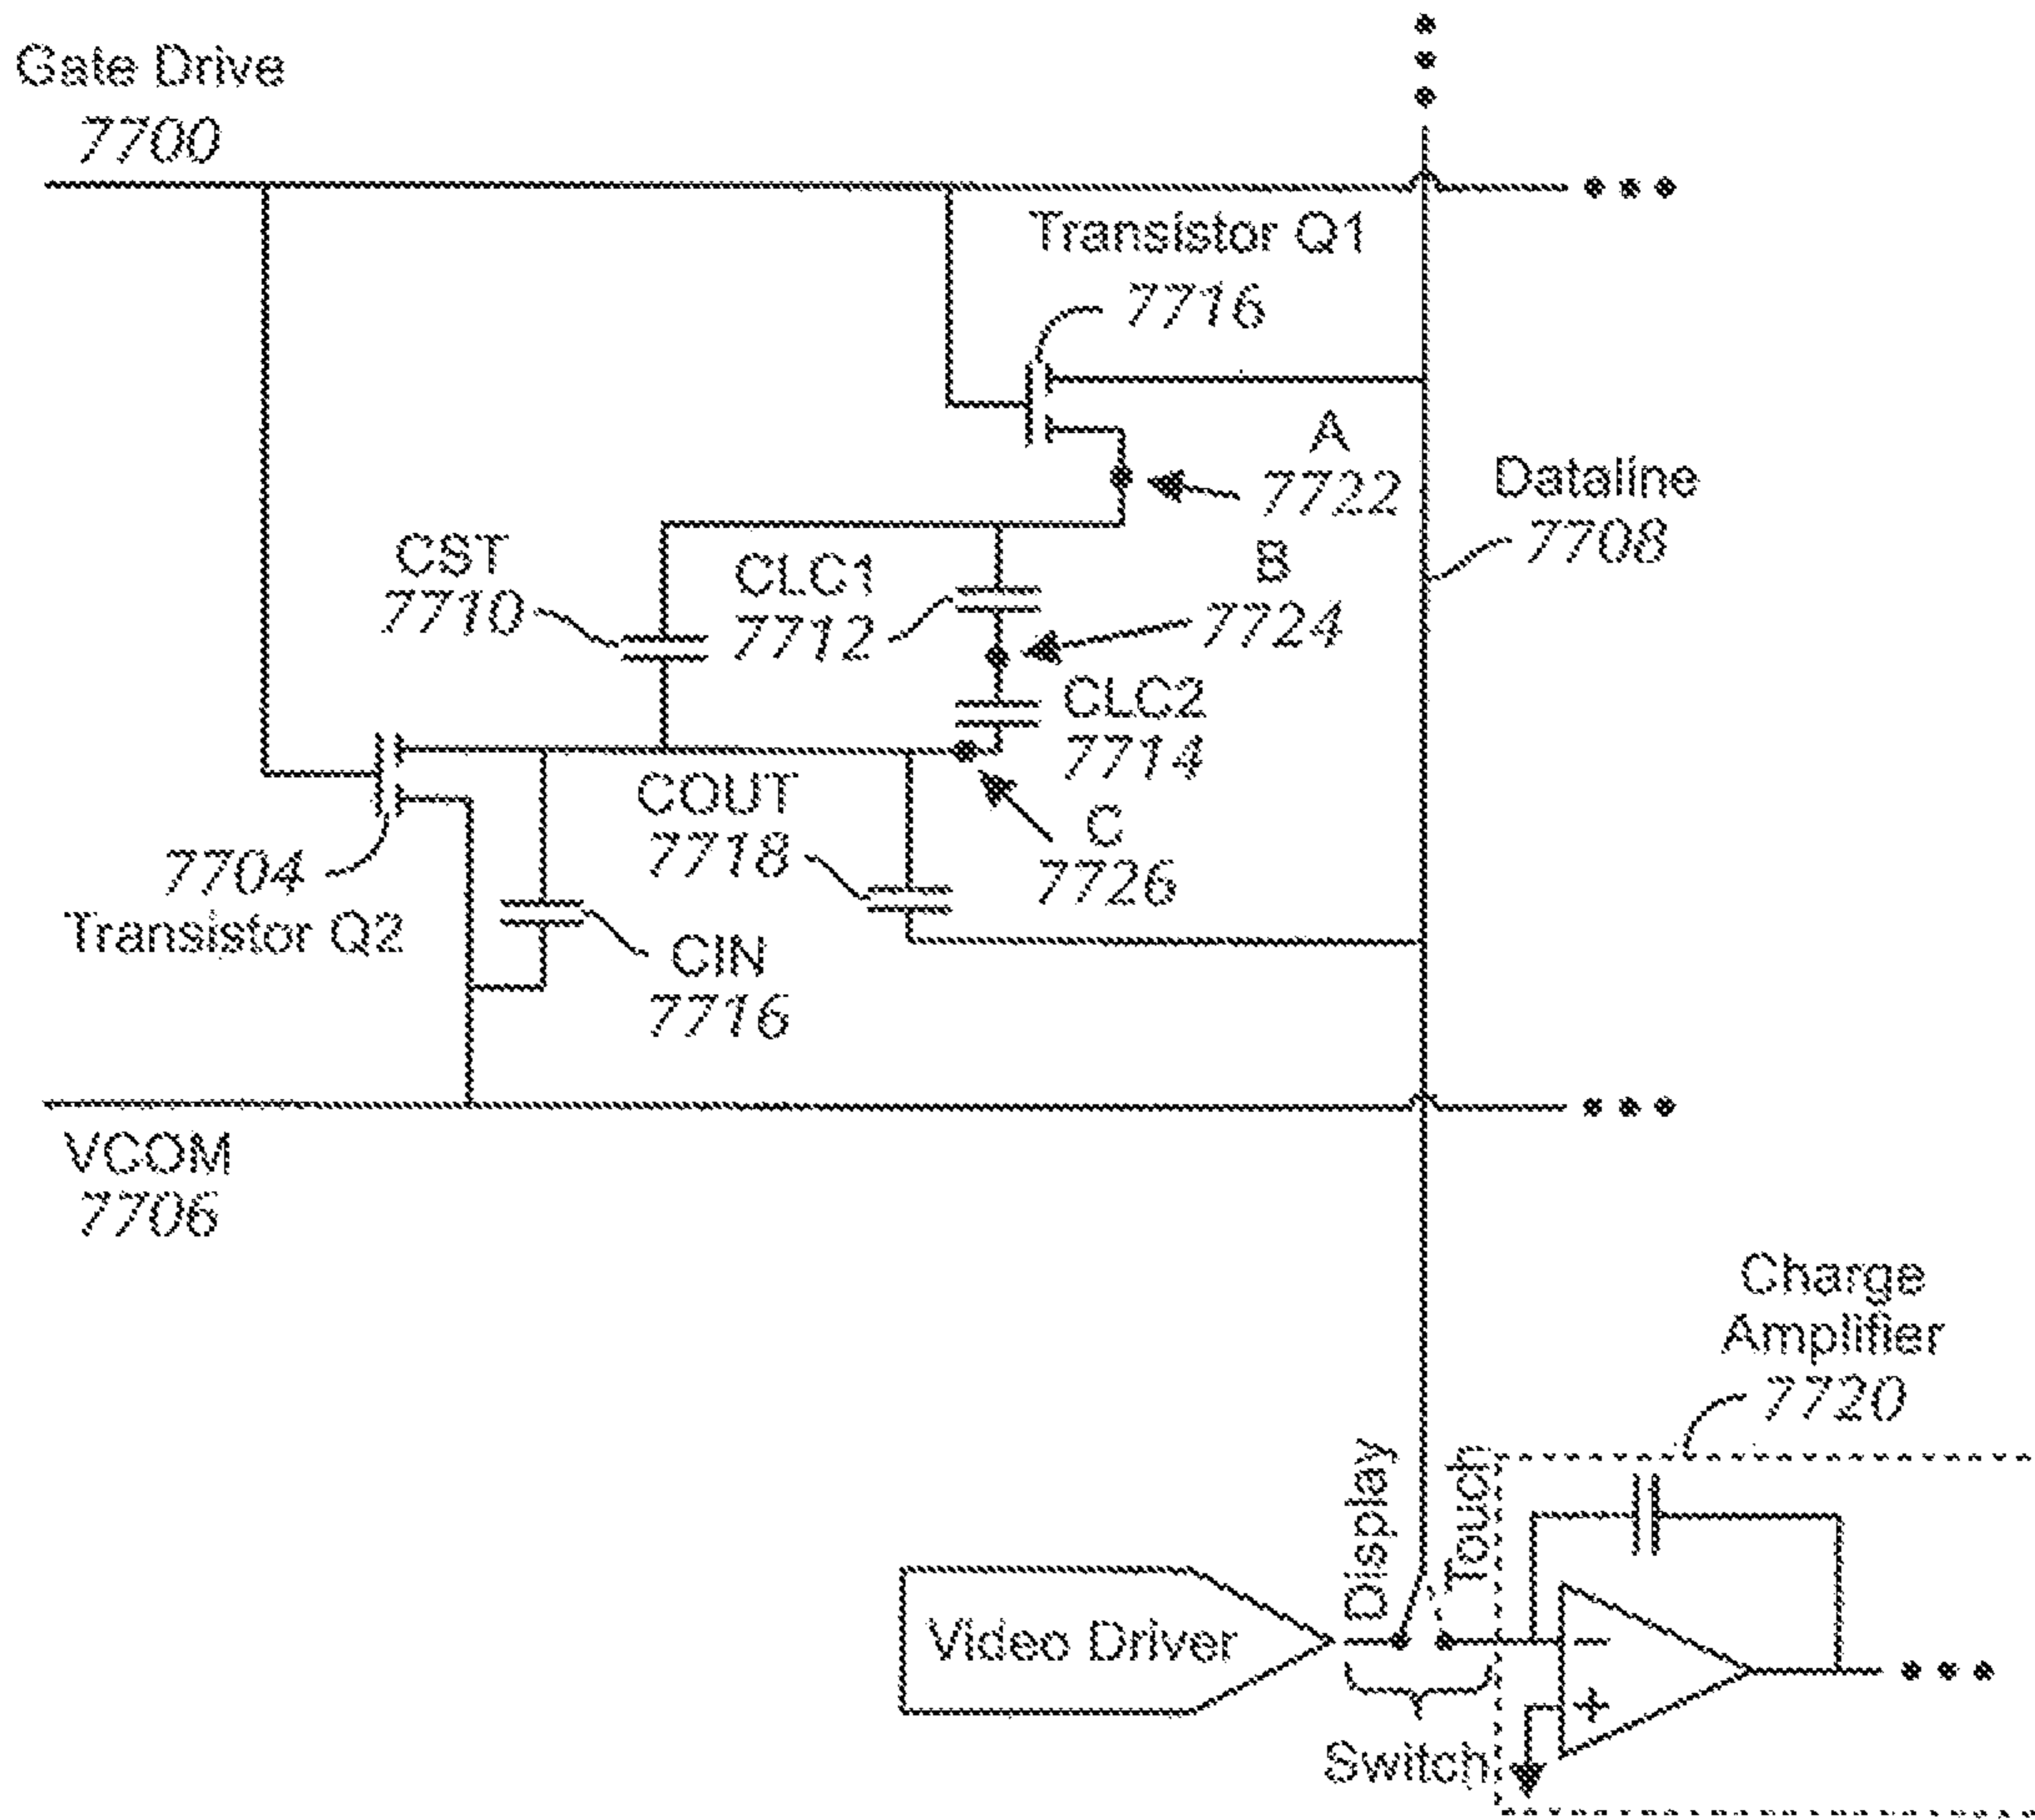 Gate Drive
7700
Transistor Q1
7716
A
7722
Dataline
7708
CST
7710
CLC1
7712
B
7724
CLC2
7714
COUT
7718
C
7726
7704
Transistor Q2
CIN
7716
VCOM
7706
Charge
Amplifier
7720
Display
Touch
Video Driver
−
+
Switch